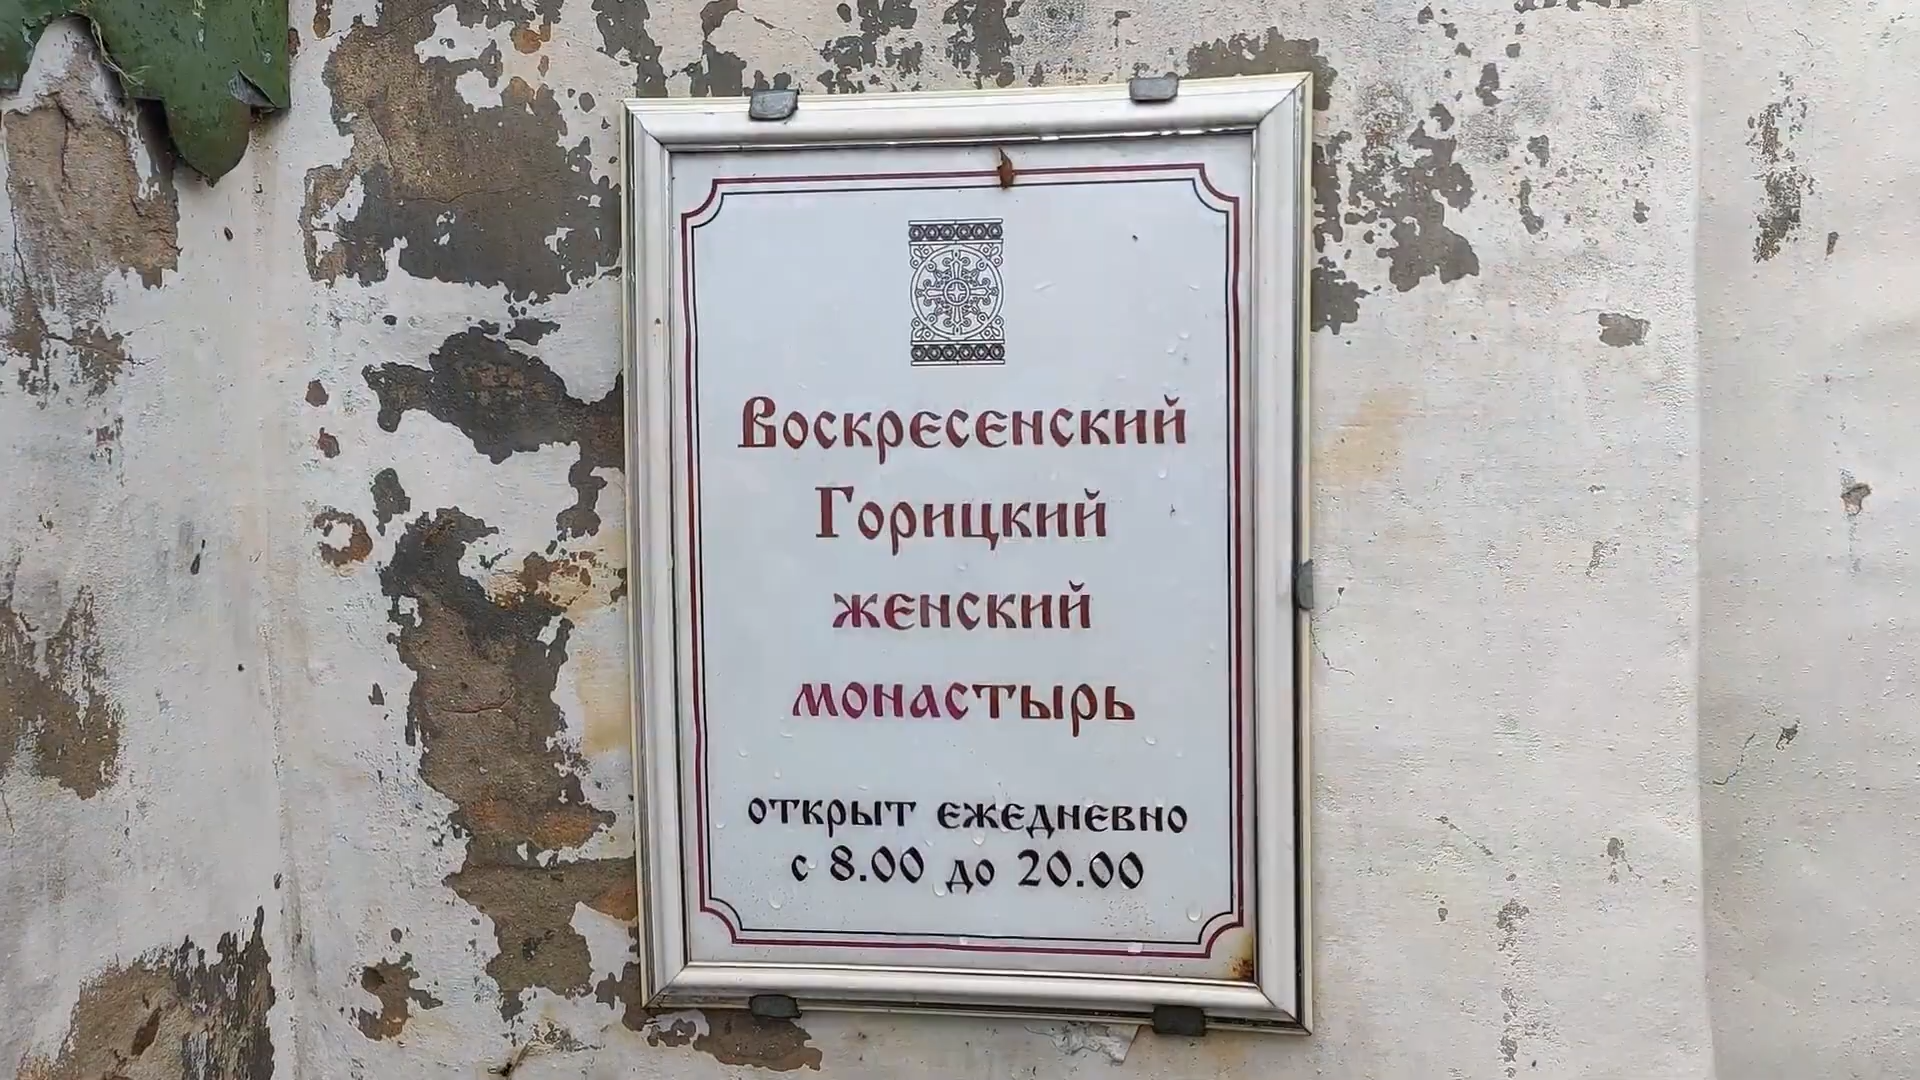 Воскресенский
Горицкий
женский
монастырь
открыт ежедневно
с 8.00 до 20.00